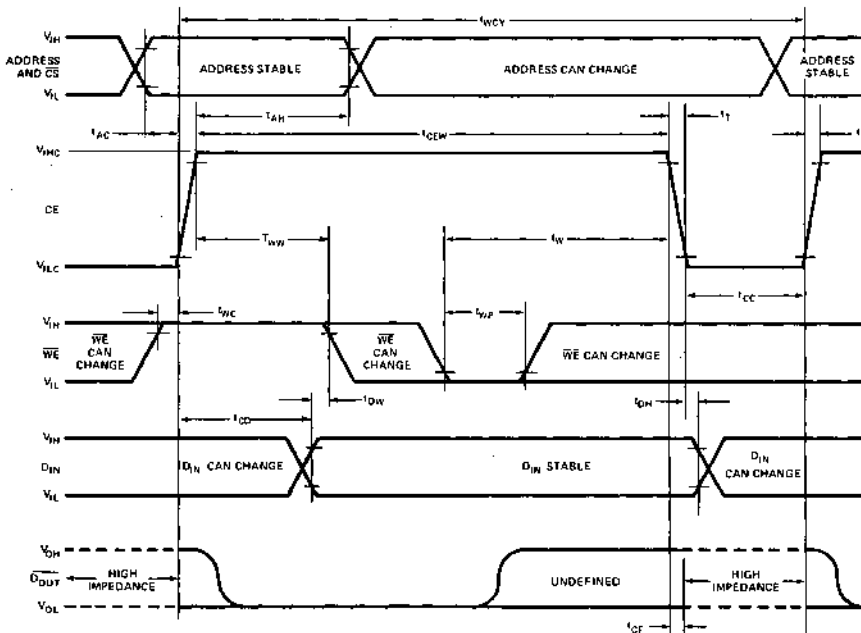 tWCY
VIH
ADDRESS AND CS
VIL
ADDRESS STABLE
ADDRESS CAN CHANGE
ADDRESS STABLE
tAH
tAC
tCEW
tT
VIHC
CE
VILC
TWW
tW
tCC
tWC
tWP
VIH
WE
VIL
WE CAN CHANGE
WE CAN CHANGE
WE CAN CHANGE
tDW
tDH
tCD
VIH
DIN
VIL
DIN CAN CHANGE
DIN STABLE
DIN CAN CHANGE
VOH
DOUT
VOL
HIGH IMPEDANCE
UNDEFINED
HIGH IMPEDANCE
tCF